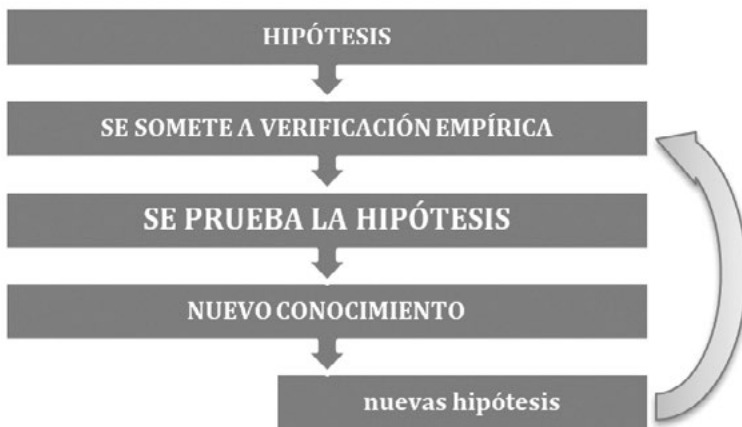 HIPÓTESIS
SE SOMETE A VERIFICACIÓN EMPÍRICA
SE PRUEBA LA HIPÓTESIS
NUEVO CONOCIMIENTO
nuevas hipótesis